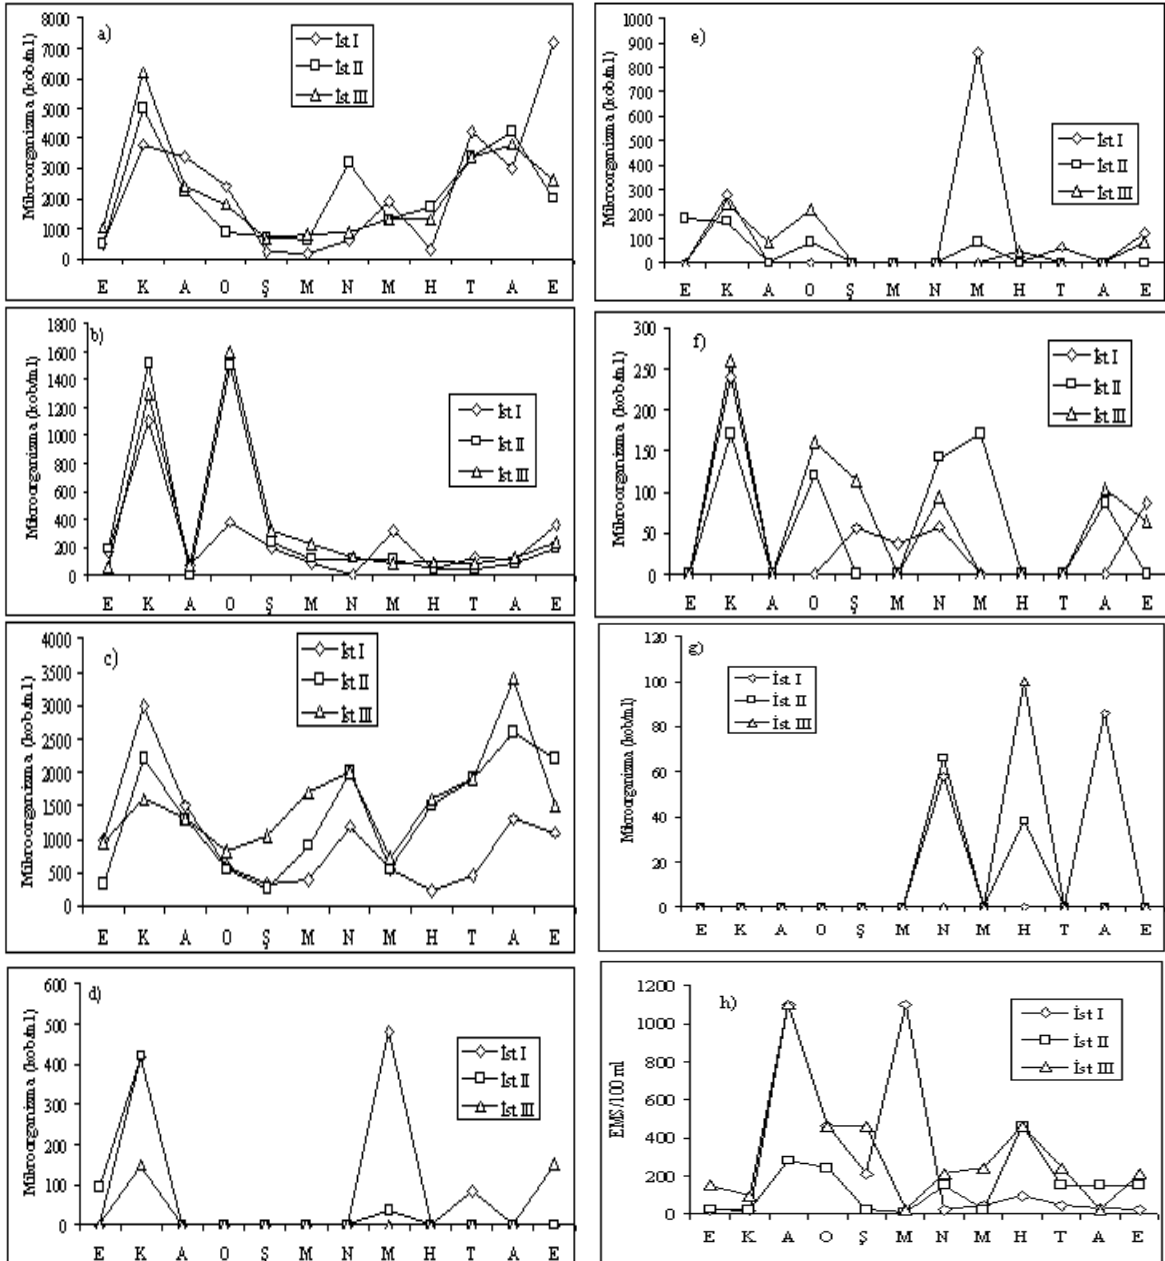 a)
Mikroorganizma (kob/ml)
8000
7000
6000
5000
4000
3000
2000
1000
0
İst I
İst II
İst III
E K A O Ş M N M H T A E
b)
Mikroorganizma (kob/ml)
1800
1600
1400
1200
1000
800
600
400
200
0
İst I
İst II
İst III
E K A O Ş M N M H T A E
c)
Mikroorganizma (kob/ml)
4000
3500
3000
2500
2000
1500
1000
500
0
İst I
İst II
İst III
E K A O Ş M N M H T A E
d)
Mikroorganizma (kob/ml)
600
500
400
300
200
100
0
İst I
İst II
İst III
E K A O Ş M N M H T A E
e)
Mikroorganizma (kob/ml)
1000
900
800
700
600
500
400
300
200
100
0
İst I
İst II
İst III
E K A O Ş M N M H T A E
f)
Mikroorganizma (kob/ml)
300
250
200
150
100
50
0
İst I
İst II
İst III
E K A O Ş M N M H T A E
g)
Mikroorganizma (kob/ml)
120
100
80
60
40
20
0
İst I
İst II
İst III
E K A O Ş M N M H T A E
h)
EMS/100 ml
1200
1000
800
600
400
200
0
İst I
İst II
İst III
E K A O Ş M N M H T A E